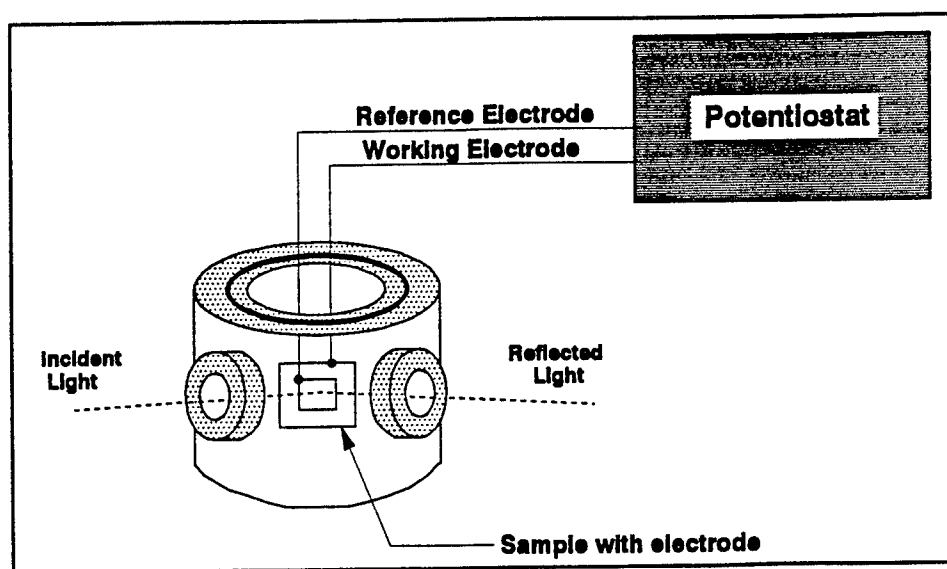 Reference Electrode
Potentiostat
Working Electrode
Incident
Light
Reflected
Light
Sample with electrode